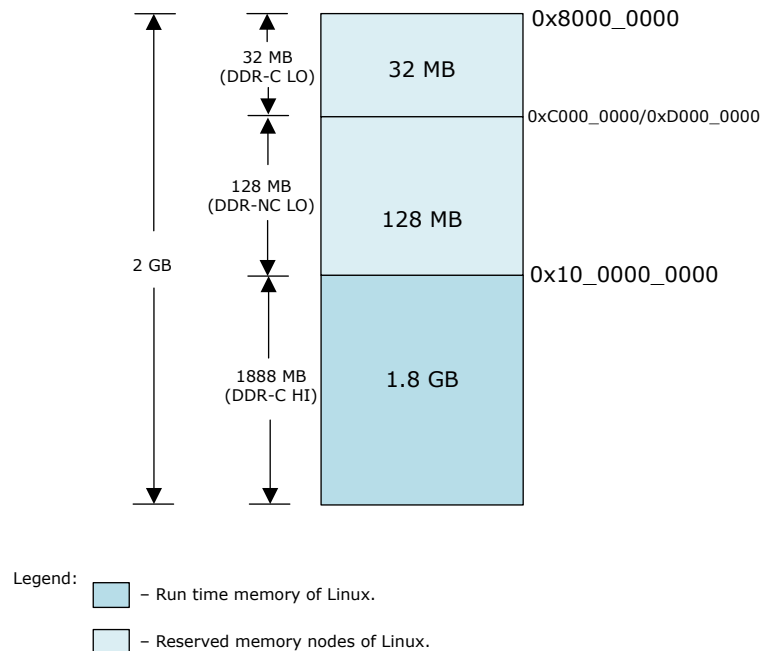 0x8000_0000
32 MB
(DDR-C LO)
32 MB
0xC000_0000/0xD000_0000
128 MB
(DDR-NC LO)
128 MB
2 GB
0x10_0000_0000
1888 MB
(DDR-C HI)
1.8 GB
Legend:
– Run time memory of Linux.
– Reserved memory nodes of Linux.